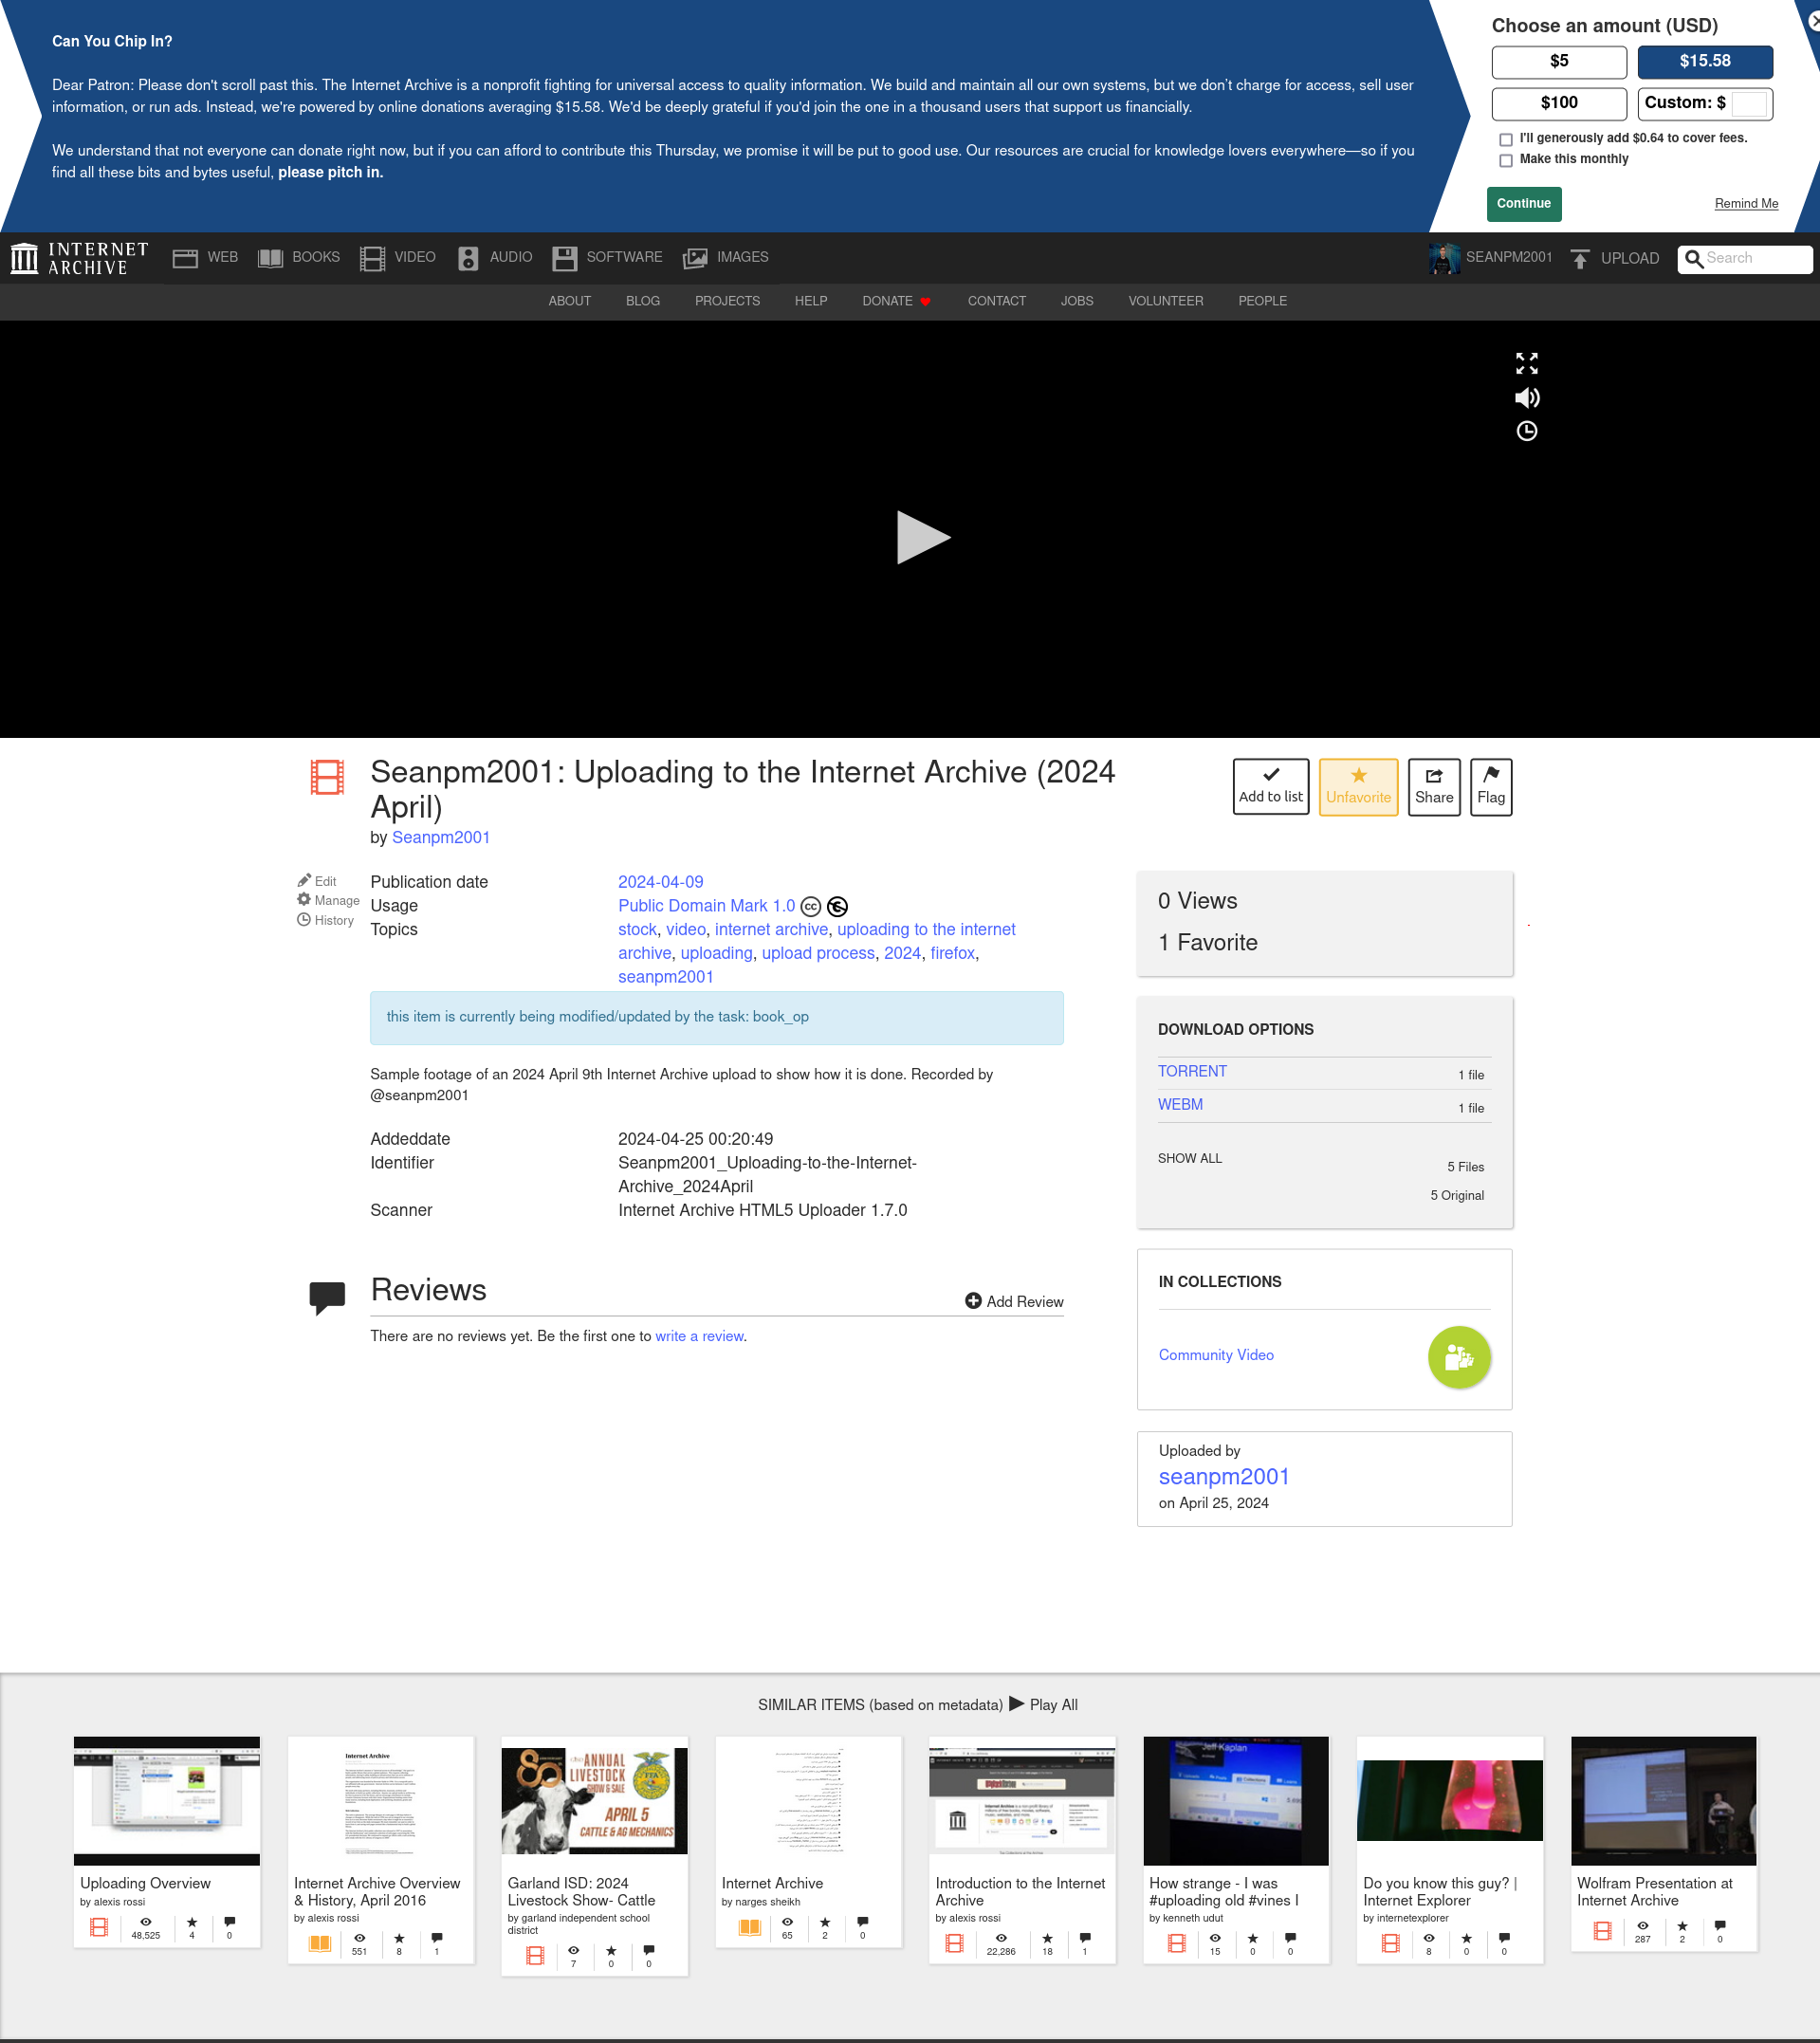 Can You Chip In?
Dear Patron: Please don't scroll past this. The Internet Archive is a nonprofit fighting for universal access to quality information. We build and maintain all our own systems, but we don't charge for access, sell user
information, or run ads. Instead, we're powered by online donations averaging $15.58. We'd be deeply grateful if you'd join the one in a thousand users that support us financially.
We understand that not everyone can donate right now, but if you can afford to contribute this Thursday, we promise it will be put to good use. Our resources are crucial for knowledge lovers everywhere—so if you
find all these bits and bytes useful, please pitch in.
Choose an amount (USD)
$5 $15.58
$100 Custom: $
I'll generously add $0.64 to cover fees.
Make this monthly
Continue Remind Me
INTERNET
ARCHIVE
WEB BOOKS VIDEO AUDIO SOFTWARE IMAGES SEANPM2001 UPLOAD Search
ABOUT BLOG PROJECTS HELP DONATE CONTACT JOBS VOLUNTEER PEOPLE
Seanpm2001: Uploading to the Internet Archive (2024
April)
by Seanpm2001
Add to list Unfavorite Share Flag
Edit
Manage
History
Publication date 2024-04-09
Usage Public Domain Mark 1.0
Topics stock, video, internet archive, uploading to the internet
archive, uploading, upload process, 2024, firefox,
seanpm2001
this item is currently being modified/updated by the task: book_op
Sample footage of an 2024 April 9th Internet Archive upload to show how it is done. Recorded by
@seanpm2001
Addeddate 2024-04-25 00:20:49
Identifier Seanpm2001_Uploading-to-the-Internet-
Archive_2024April
Scanner Internet Archive HTML5 Uploader 1.7.0
Reviews
Add Review
There are no reviews yet. Be the first one to write a review.
0 Views
1 Favorite
DOWNLOAD OPTIONS
TORRENT 1 file
WEBM 1 file
SHOW ALL 5 Files
5 Original
IN COLLECTIONS
Community Video
Uploaded by
seanpm2001
on April 25, 2024
SIMILAR ITEMS (based on metadata) Play All
Uploading Overview
by alexis rossi
48,525 4 0
Internet Archive
Internet Archive Overview
& History, April 2016
by alexis rossi
551 8 1
80 ANNUAL
LIVESTOCK
SHOW & SALE
FFA
APRIL 5
CATTLE & AG MECHANICS
Garland ISD: 2024
Livestock Show- Cattle
by garland independent school
district
7 0 0
Internet Archive
by narges sheikh
65 2 0
Introduction to the Internet
Archive
by alexis rossi
22,286 18 1
Jeff Kaplan
How strange - I was
#uploading old #vines I
by kenneth udut
15 0 0
Do you know this guy? |
Internet Explorer
by internetexplorer
8 0 0
Wolfram Presentation at
Internet Archive
287 2 0